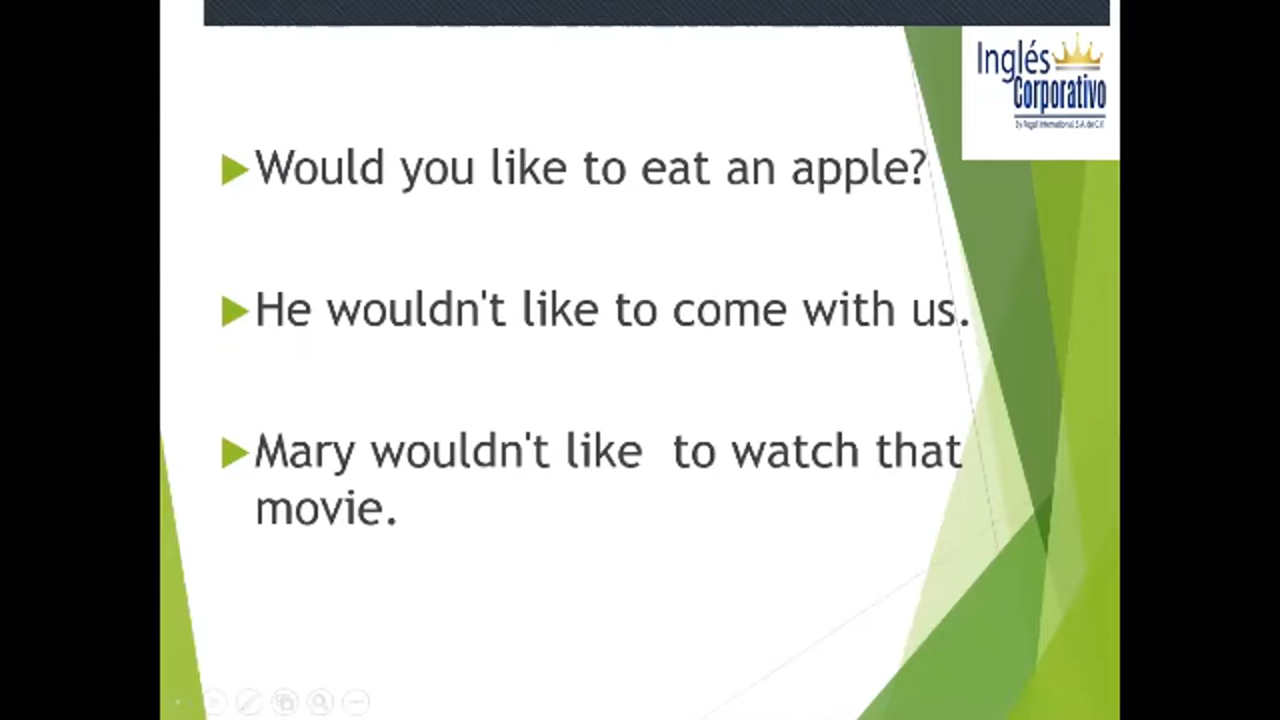 Inglés
Corporativo
Would you like to eat an apple?
He wouldn't like to come with us.
Mary wouldn't like  to watch that
movie.